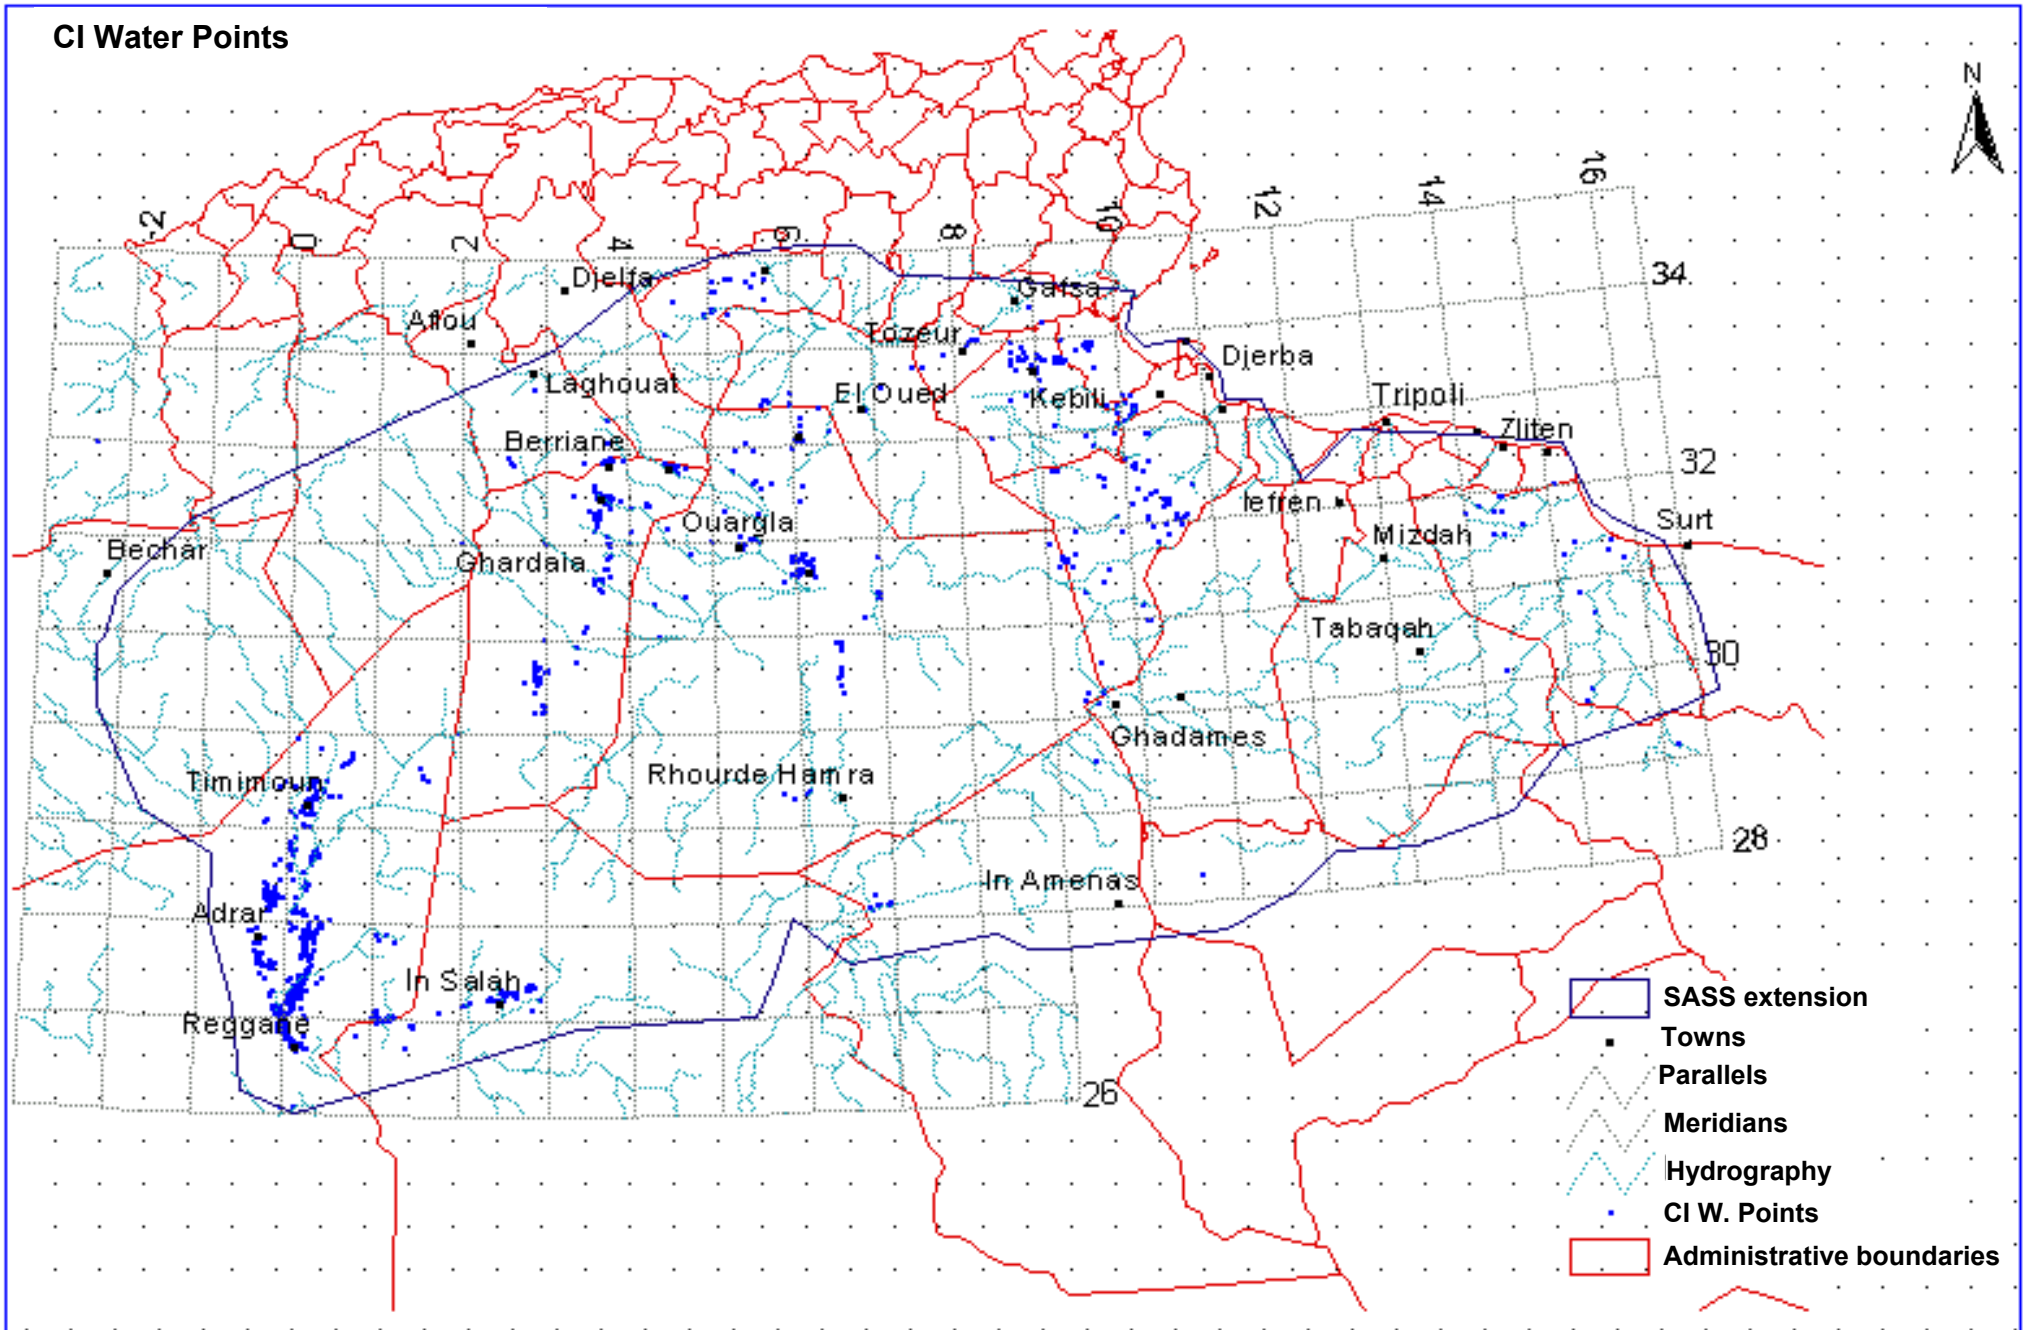 CI Water Points
N
-2
0
2
4
6
8
10
12
14
16
34
Djelfa
Gafsa
Aflou
Tozeur
Djerba
Laghouat
El Oued
Kebili
Tripoli
Zliten
Berriane
32
Iefren
Surt
Ouargla
Mizdah
Bechar
Ghardaia
Tabaqah
30
Ghadames
Timimoun
Rhourde Hamra
28
In Amenas
Adrar
In Salah
Reggane
26
SASS extension
Towns
Parallels
Meridians
Hydrography
CI W. Points
Administrative boundaries